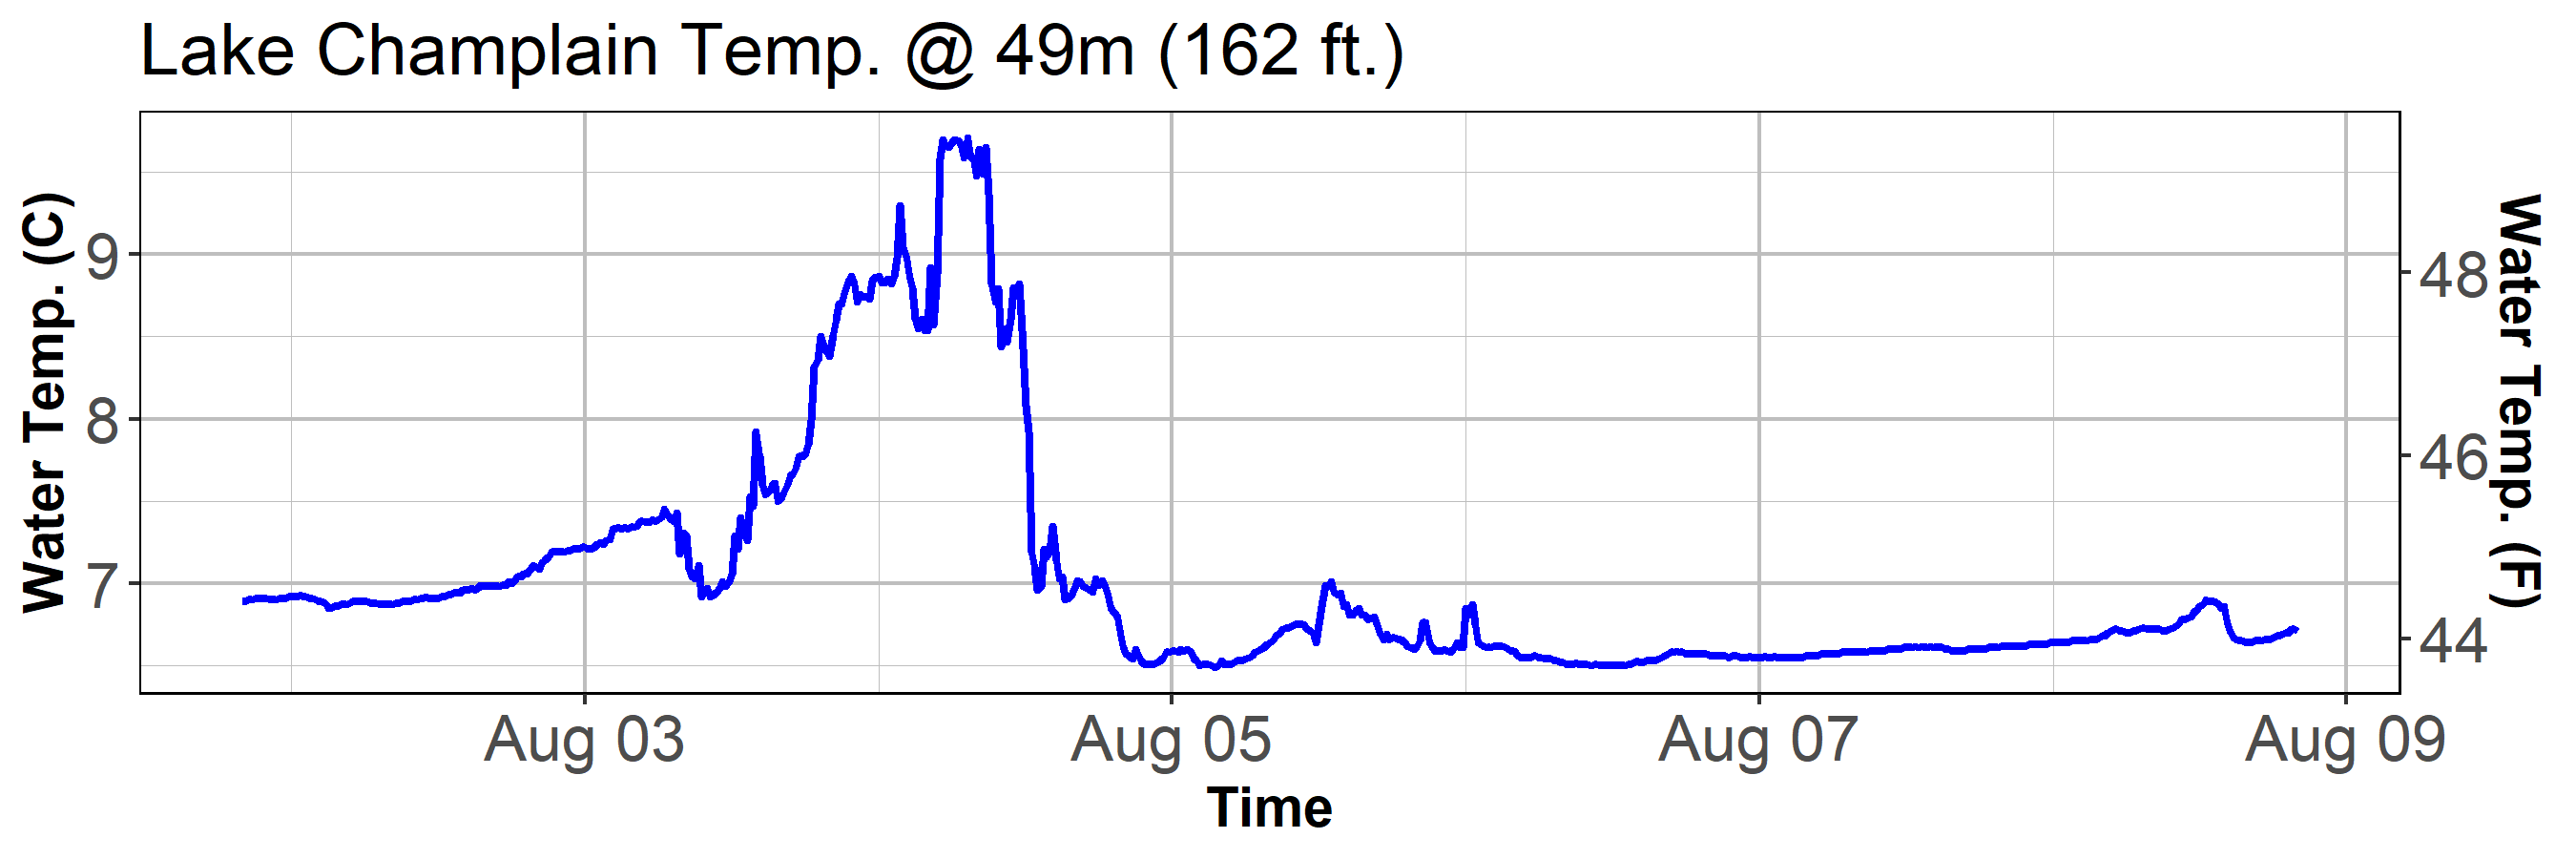 Lake Champlain Temp. @ 49m (162 ft.)
Water Temp. (C)
9
8
7
48
46
44
Water Temp. (F)
Aug 03 Aug 05 Aug 07 Aug 09
Time